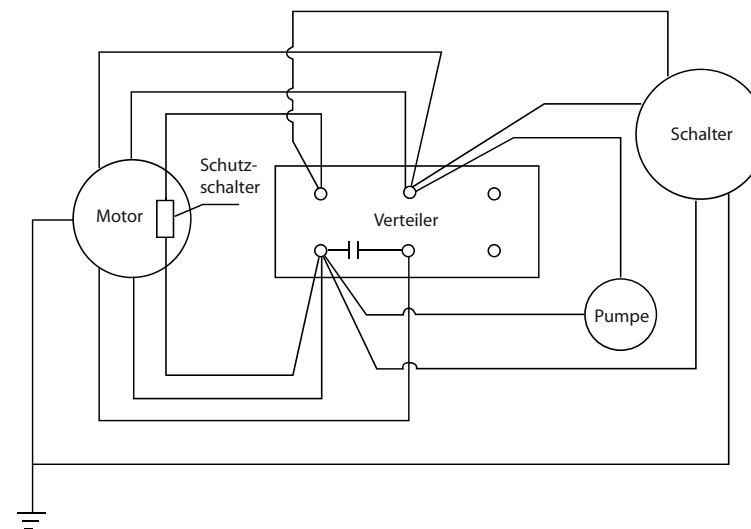 Schalter
Schutz-
schalter
Motor
Verteiler
Pumpe